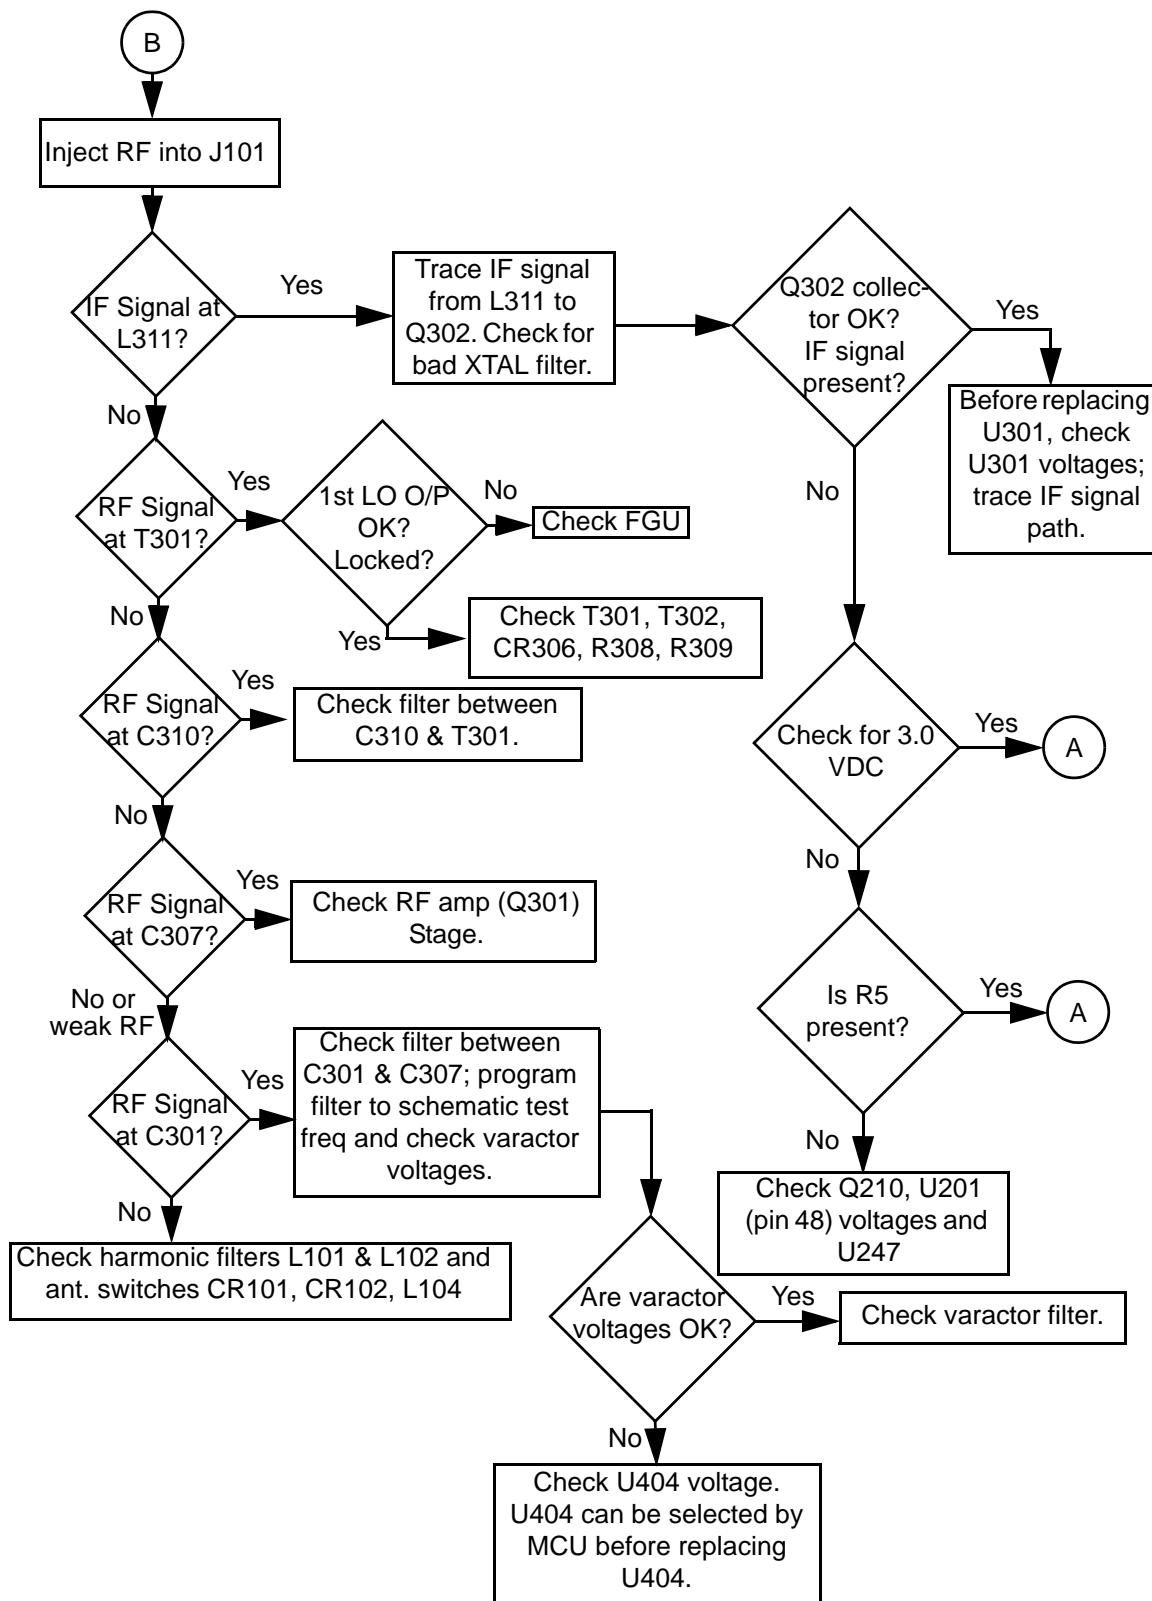 B
Inject RF into J101
IF Signal at
L311?
Yes
Trace IF signal
from L311 to
Q302. Check for
bad XTAL filter.
Q302 collec-
tor OK?
IF signal
present?
Yes
Before replacing
U301, check
U301 voltages;
trace IF signal
path.
No
No
RF Signal
at T301?
Yes
1st LO O/P
OK?
Locked?
No
Check FGU
Yes
Check T301, T302,
CR306, R308, R309
No
RF Signal
at C310?
Yes
Check filter between
C310 & T301.
Check for 3.0
VDC
Yes
A
No
No
RF Signal
at C307?
Yes
Check RF amp (Q301)
Stage.
Is R5
present?
Yes
A
No or
weak RF
RF Signal
at C301?
Yes
Check filter between
C301 & C307; program
filter to schematic test
freq and check varactor
voltages.
No
No
Check Q210, U201
(pin 48) voltages and
U247
Check harmonic filters L101 & L102 and
ant. switches CR101, CR102, L104
Are varactor
voltages OK?
Yes
Check varactor filter.
No
Check U404 voltage.
U404 can be selected by
MCU before replacing
U404.